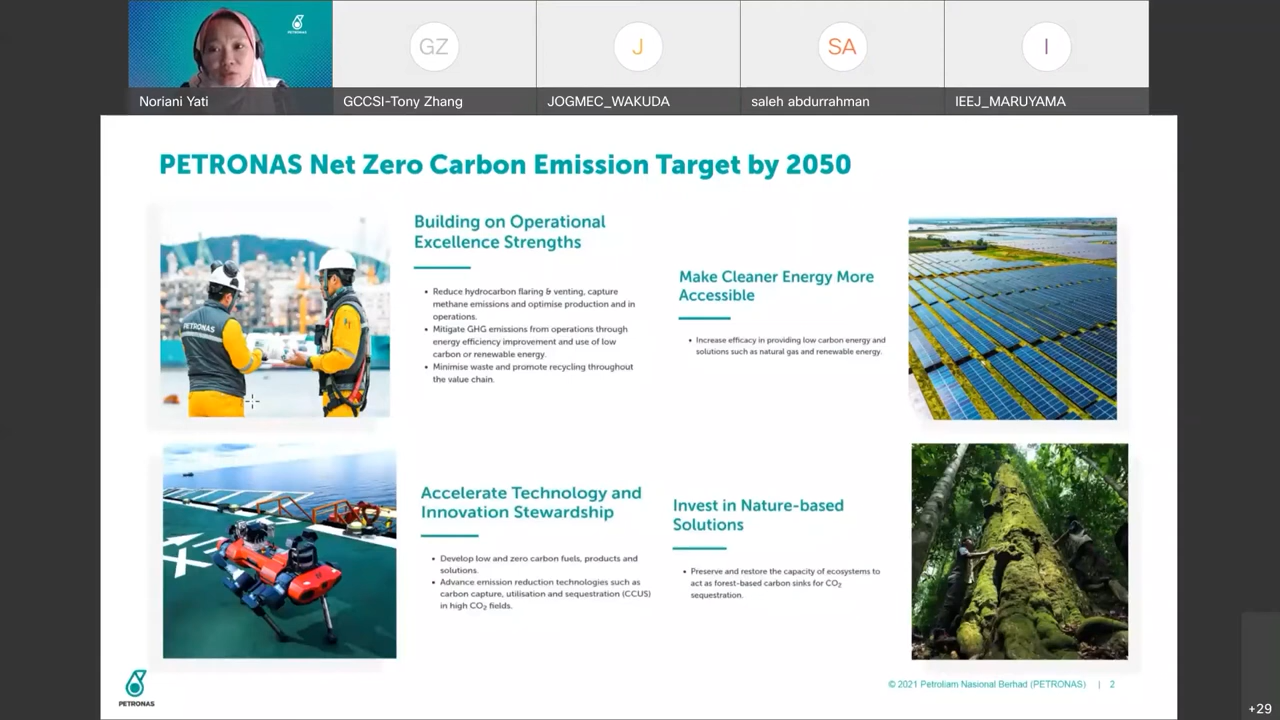 PETRONAS
GZ
J
SA
I
Noriani Yati
GCCSI-Tony Zhang
JOGMEC_WAKUDA
saleh abdurrahman
IEEJ_MARUYAMA
PETRONAS Net Zero Carbon Emission Target by 2050
PETRONAS
Building on Operational
Excellence Strengths
• Reduce hydrocarbon flaring & venting, capture
methane emissions and optimise production and in
operations.
• Mitigate GHG emissions from operations through
energy efficiency improvement and use of low
carbon or renewable energy.
• Minimise waste and promote recycling throughout
the value chain.
Make Cleaner Energy More
Accessible
• Increase efficacy in providing low carbon energy and
solutions such as natural gas and renewable energy.
Accelerate Technology and
Innovation Stewardship
• Develop low and zero carbon fuels, products and
solutions.
• Advance emission reduction technologies such as
carbon capture, utilisation and sequestration (CCUS)
in high CO₂ fields.
Invest in Nature-based
Solutions
• Preserve and restore the capacity of ecosystems to
act as forest-based carbon sinks for CO₂
sequestration.
PETRONAS
© 2021 Petroliam Nasional Berhad (PETRONAS) | 2
+29